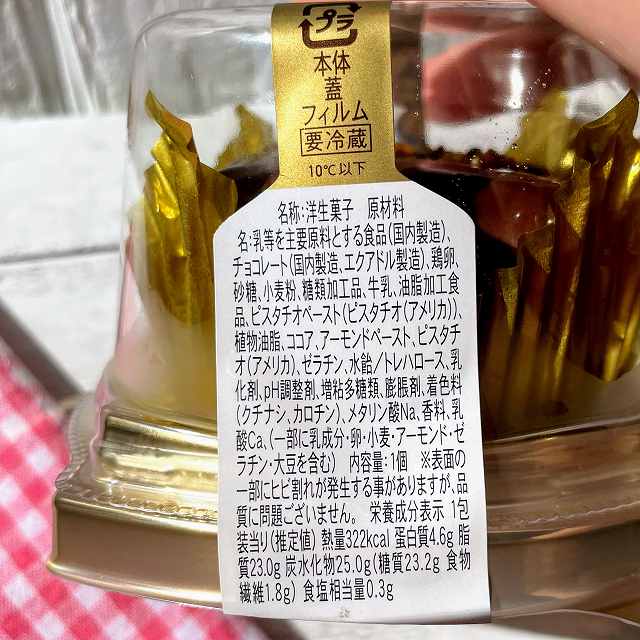 プラ
本体
蓋
フィルム
要冷蔵
10℃以下
名称:洋生菓子 原材料
名:乳等を主要原料とする食品(国内製造)、
チョコレート(国内製造、エクアドル製造)、鶏卵、
砂糖、小麦粉、糖類加工品、牛乳、油脂加工食
品、ピスタチオペースト(ピスタチオ(アメリカ))、
植物油脂、ココア、アーモンドペースト、ピスタチ
オ(アメリカ)、ゼラチン、水飴/トレハロース、乳
化剤、pH調整剤、増粘多糖類、膨脹剤、着色料
(クチナシ、カロチン)、メタリン酸Na、香料、乳
酸Ca、(一部に乳成分・卵・小麦・アーモンド・ゼ
ラチン・大豆を含む) 内容量:1個 ※表面の
一部にヒビ割れが発生する事がありますが、品
質に問題ございません。 栄養成分表示 1包
装当り(推定値) 熱量322kcal 蛋白質4.6g 脂
質23.0g 炭水化物25.0g(糖質23.2g 食物
繊維1.8g) 食塩相当量0.3g